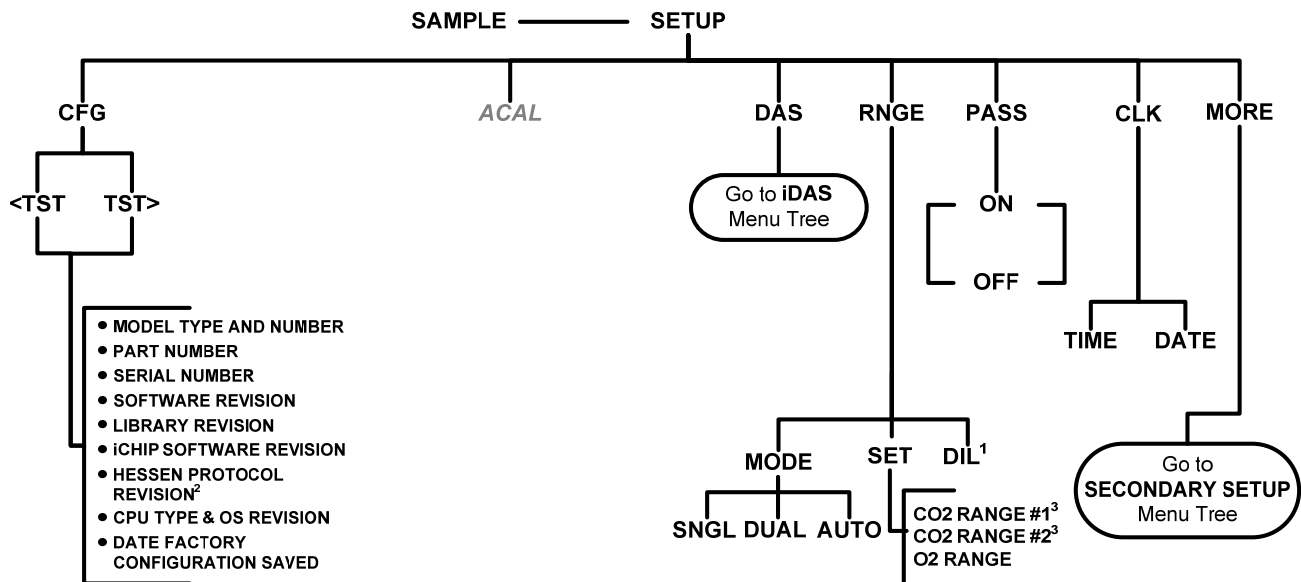 SAMPLE SETUP
CFG ACAL DAS RNGE PASS CLK MORE
<TST TST>
Go to iDAS
Menu Tree
ON
OFF
TIME DATE
• MODEL TYPE AND NUMBER
• PART NUMBER
• SERIAL NUMBER
• SOFTWARE REVISION
• LIBRARY REVISION
• iCHIP SOFTWARE REVISION
• HESSEN PROTOCOL
REVISION²
• CPU TYPE & OS REVISION
• DATE FACTORY
CONFIGURATION SAVED
MODE SET DIL¹
SNGL DUAL AUTO
CO2 RANGE #1³
CO2 RANGE #2³
O2 RANGE
Go to
SECONDARY SETUP
Menu Tree